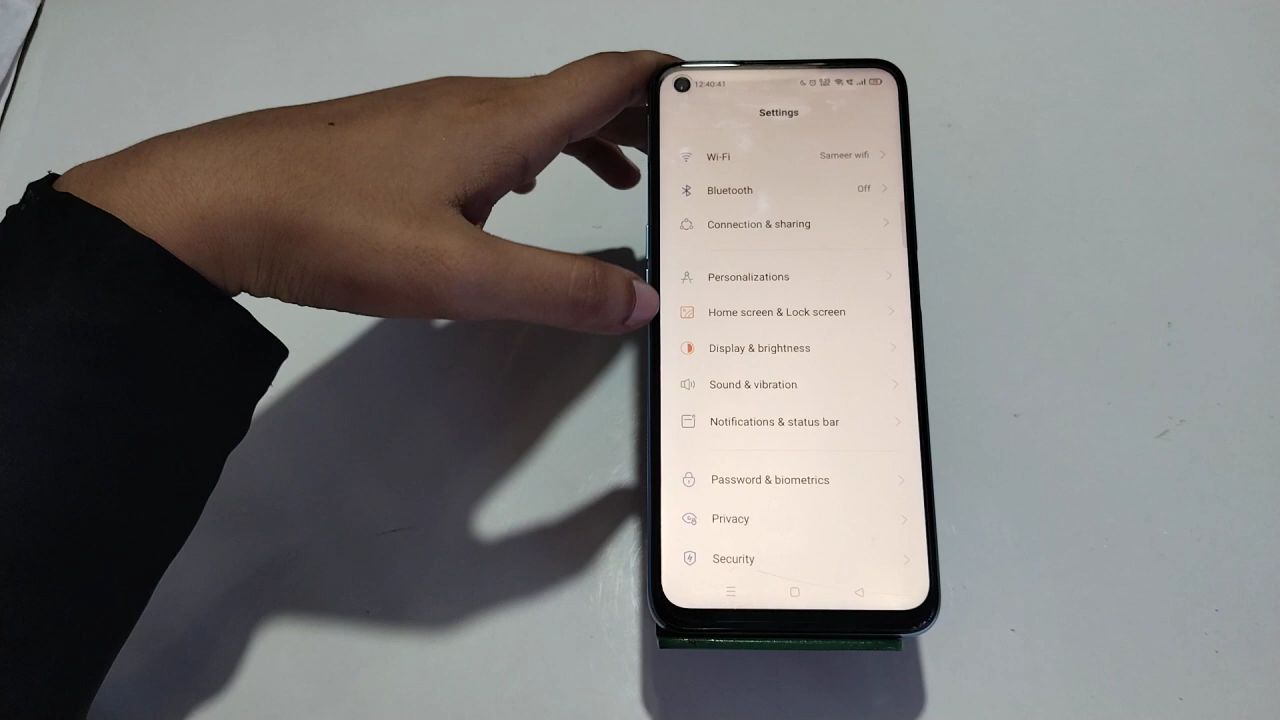 12:40:41
Settings
Wi-Fi Sameer wifi
Bluetooth Off
Connection & sharing
Personalizations
Home screen & Lock screen
Display & brightness
Sound & vibration
Notifications & status bar
Password & biometrics
Privacy
Security